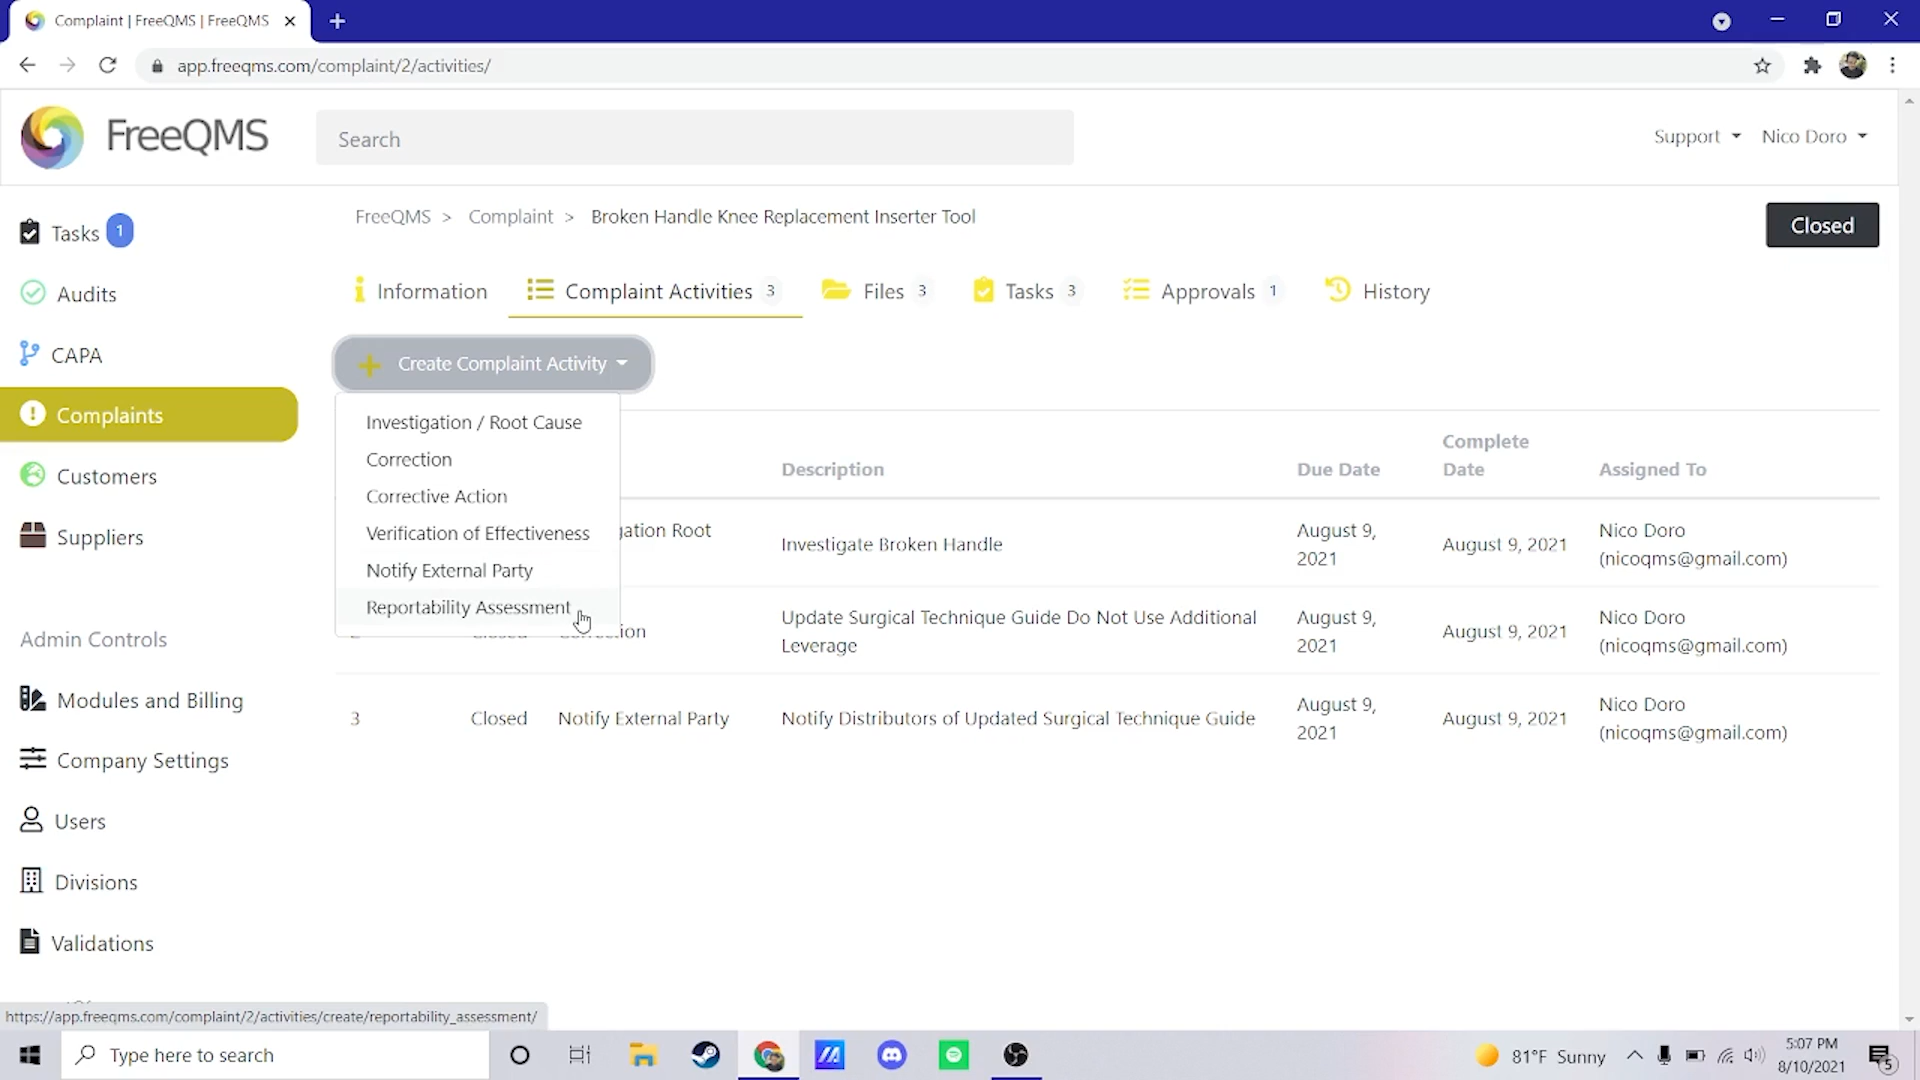 Complaint | FreeQMS | FreeQMS
app.freeqms.com/complaint/2/activities/
FreeQMS
Search
Support
Nico Doro
Tasks 1
Audits
CAPA
Complaints
Customers
Suppliers
Admin Controls
Modules and Billing
Company Settings
Users
Divisions
Validations
FreeQMS > Complaint > Broken Handle Knee Replacement Inserter Tool
Closed
Information
Complaint Activities 3
Files 3
Tasks 3
Approvals 1
History
Create Complaint Activity
Investigation / Root Cause
Correction
Corrective Action
Verification of Effectiveness
Notify External Party
Reportability Assessment
Description
Due Date
Complete
Date
Assigned To
Root
Investigate Broken Handle
August 9,
2021
August 9, 2021
Nico Doro
(nicoqms@gmail.com)
Update Surgical Technique Guide Do Not Use Additional
Leverage
August 9,
2021
August 9, 2021
Nico Doro
(nicoqms@gmail.com)
3
Closed
Notify External Party
Notify Distributors of Updated Surgical Technique Guide
August 9,
2021
August 9, 2021
Nico Doro
(nicoqms@gmail.com)
https://app.freeqms.com/complaint/2/activities/create/reportability_assessment/
Type here to search
81°F Sunny
5:07 PM
8/10/2021
5